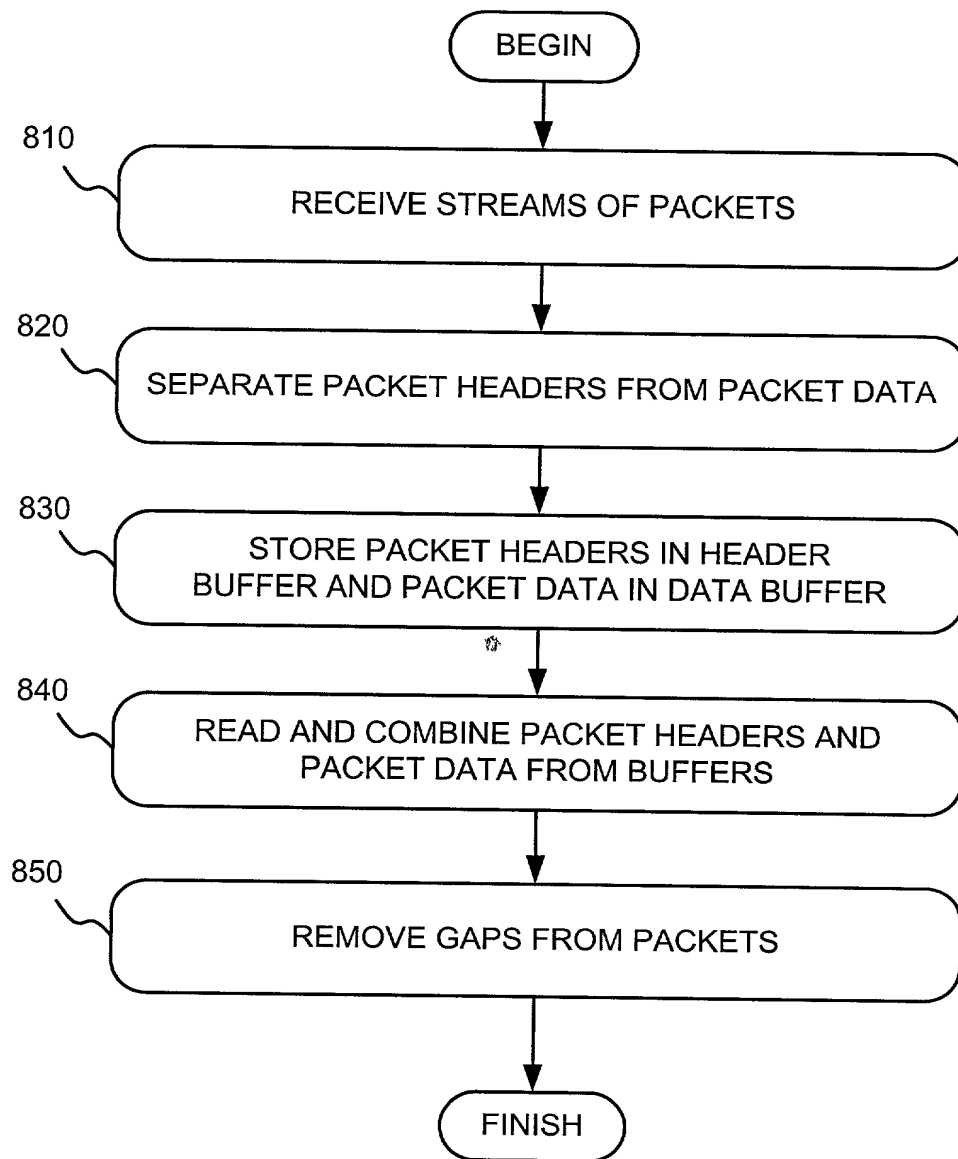 BEGIN
810
RECEIVE STREAMS OF PACKETS
820
SEPARATE PACKET HEADERS FROM PACKET DATA
830
STORE PACKET HEADERS IN HEADER
BUFFER AND PACKET DATA IN DATA BUFFER
840
READ AND COMBINE PACKET HEADERS AND
PACKET DATA FROM BUFFERS
850
REMOVE GAPS FROM PACKETS
FINISH